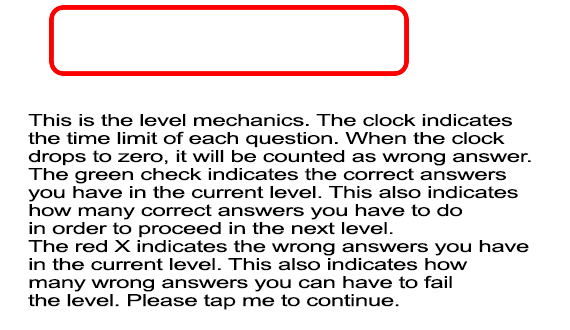 This is the level mechanics. The clock indicates
the time limit of each question. When the clock
drops to zero, it will be counted as wrong answer.
The green check indicates the correct answers
you have in the current level. This also indicates
how many correct answers you have to do
in order to proceed in the next level.
The red X indicates the wrong answers you have
in the current level. This also indicates how
many wrong answers you can have to fail
the level. Please tap me to continue.